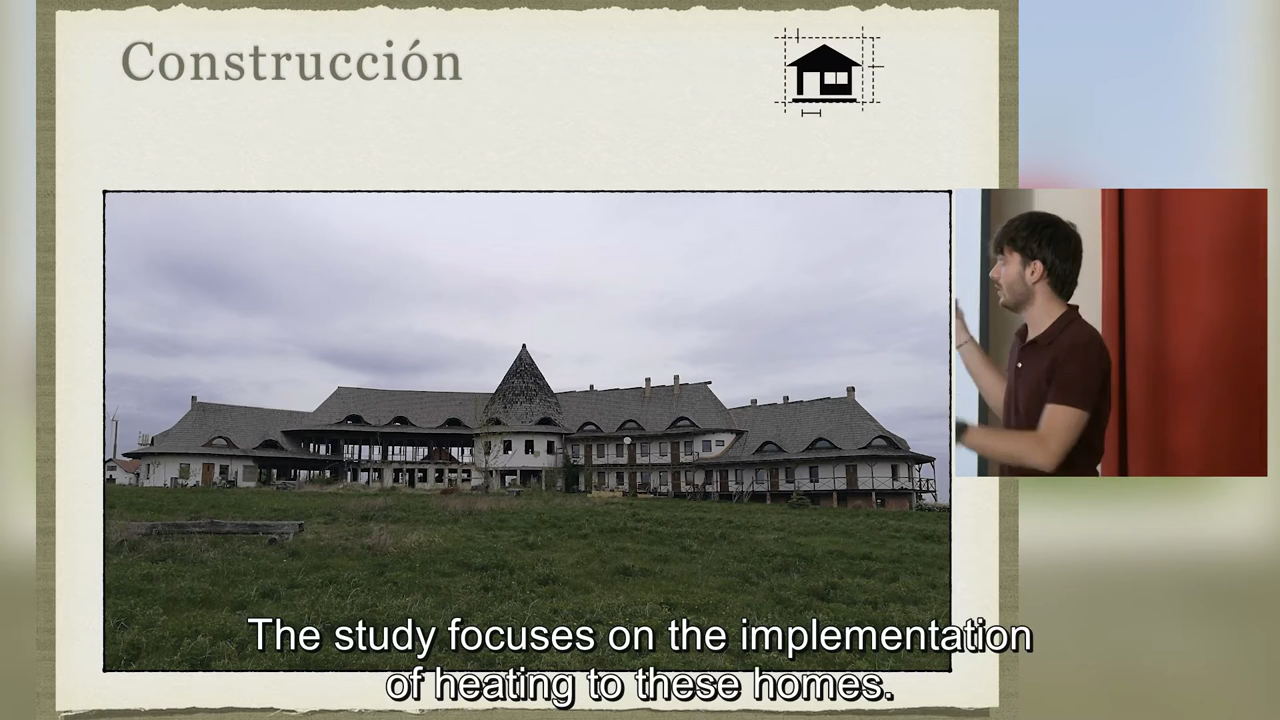 Construcción
The study focuses on the implementation
of heating to these homes.